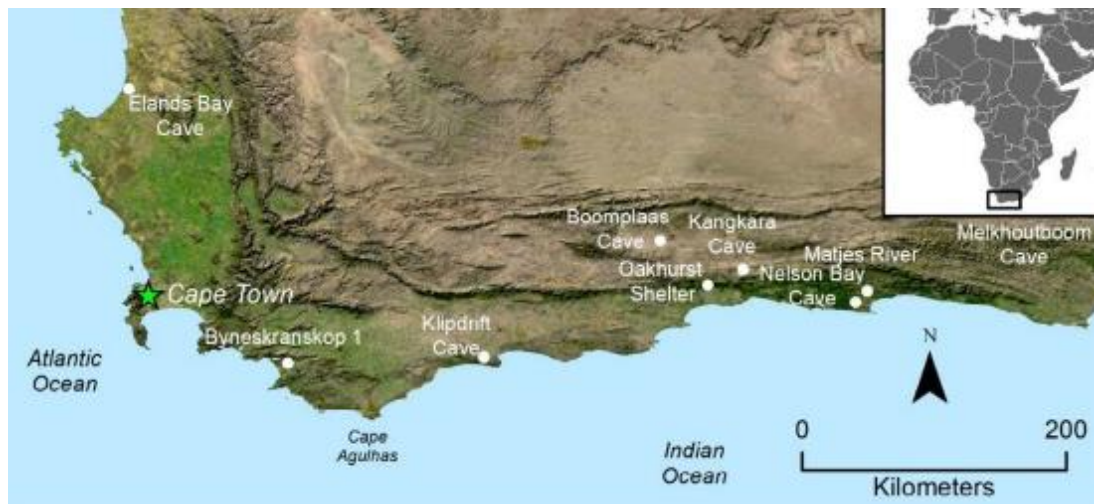 Elands Bay
Cave
Boomplaas
Cave
Kangkara
Cave
Melkhoutboom
Cave
Matjes River
Oakhurst
Shelter
Nelson Bay
Cave
Cape Town
Klipdrift
Cave
Byneskranskop 1
Atlantic
Ocean
N
Cape
Agulhas
Indian
Ocean
0
200
Kilometers